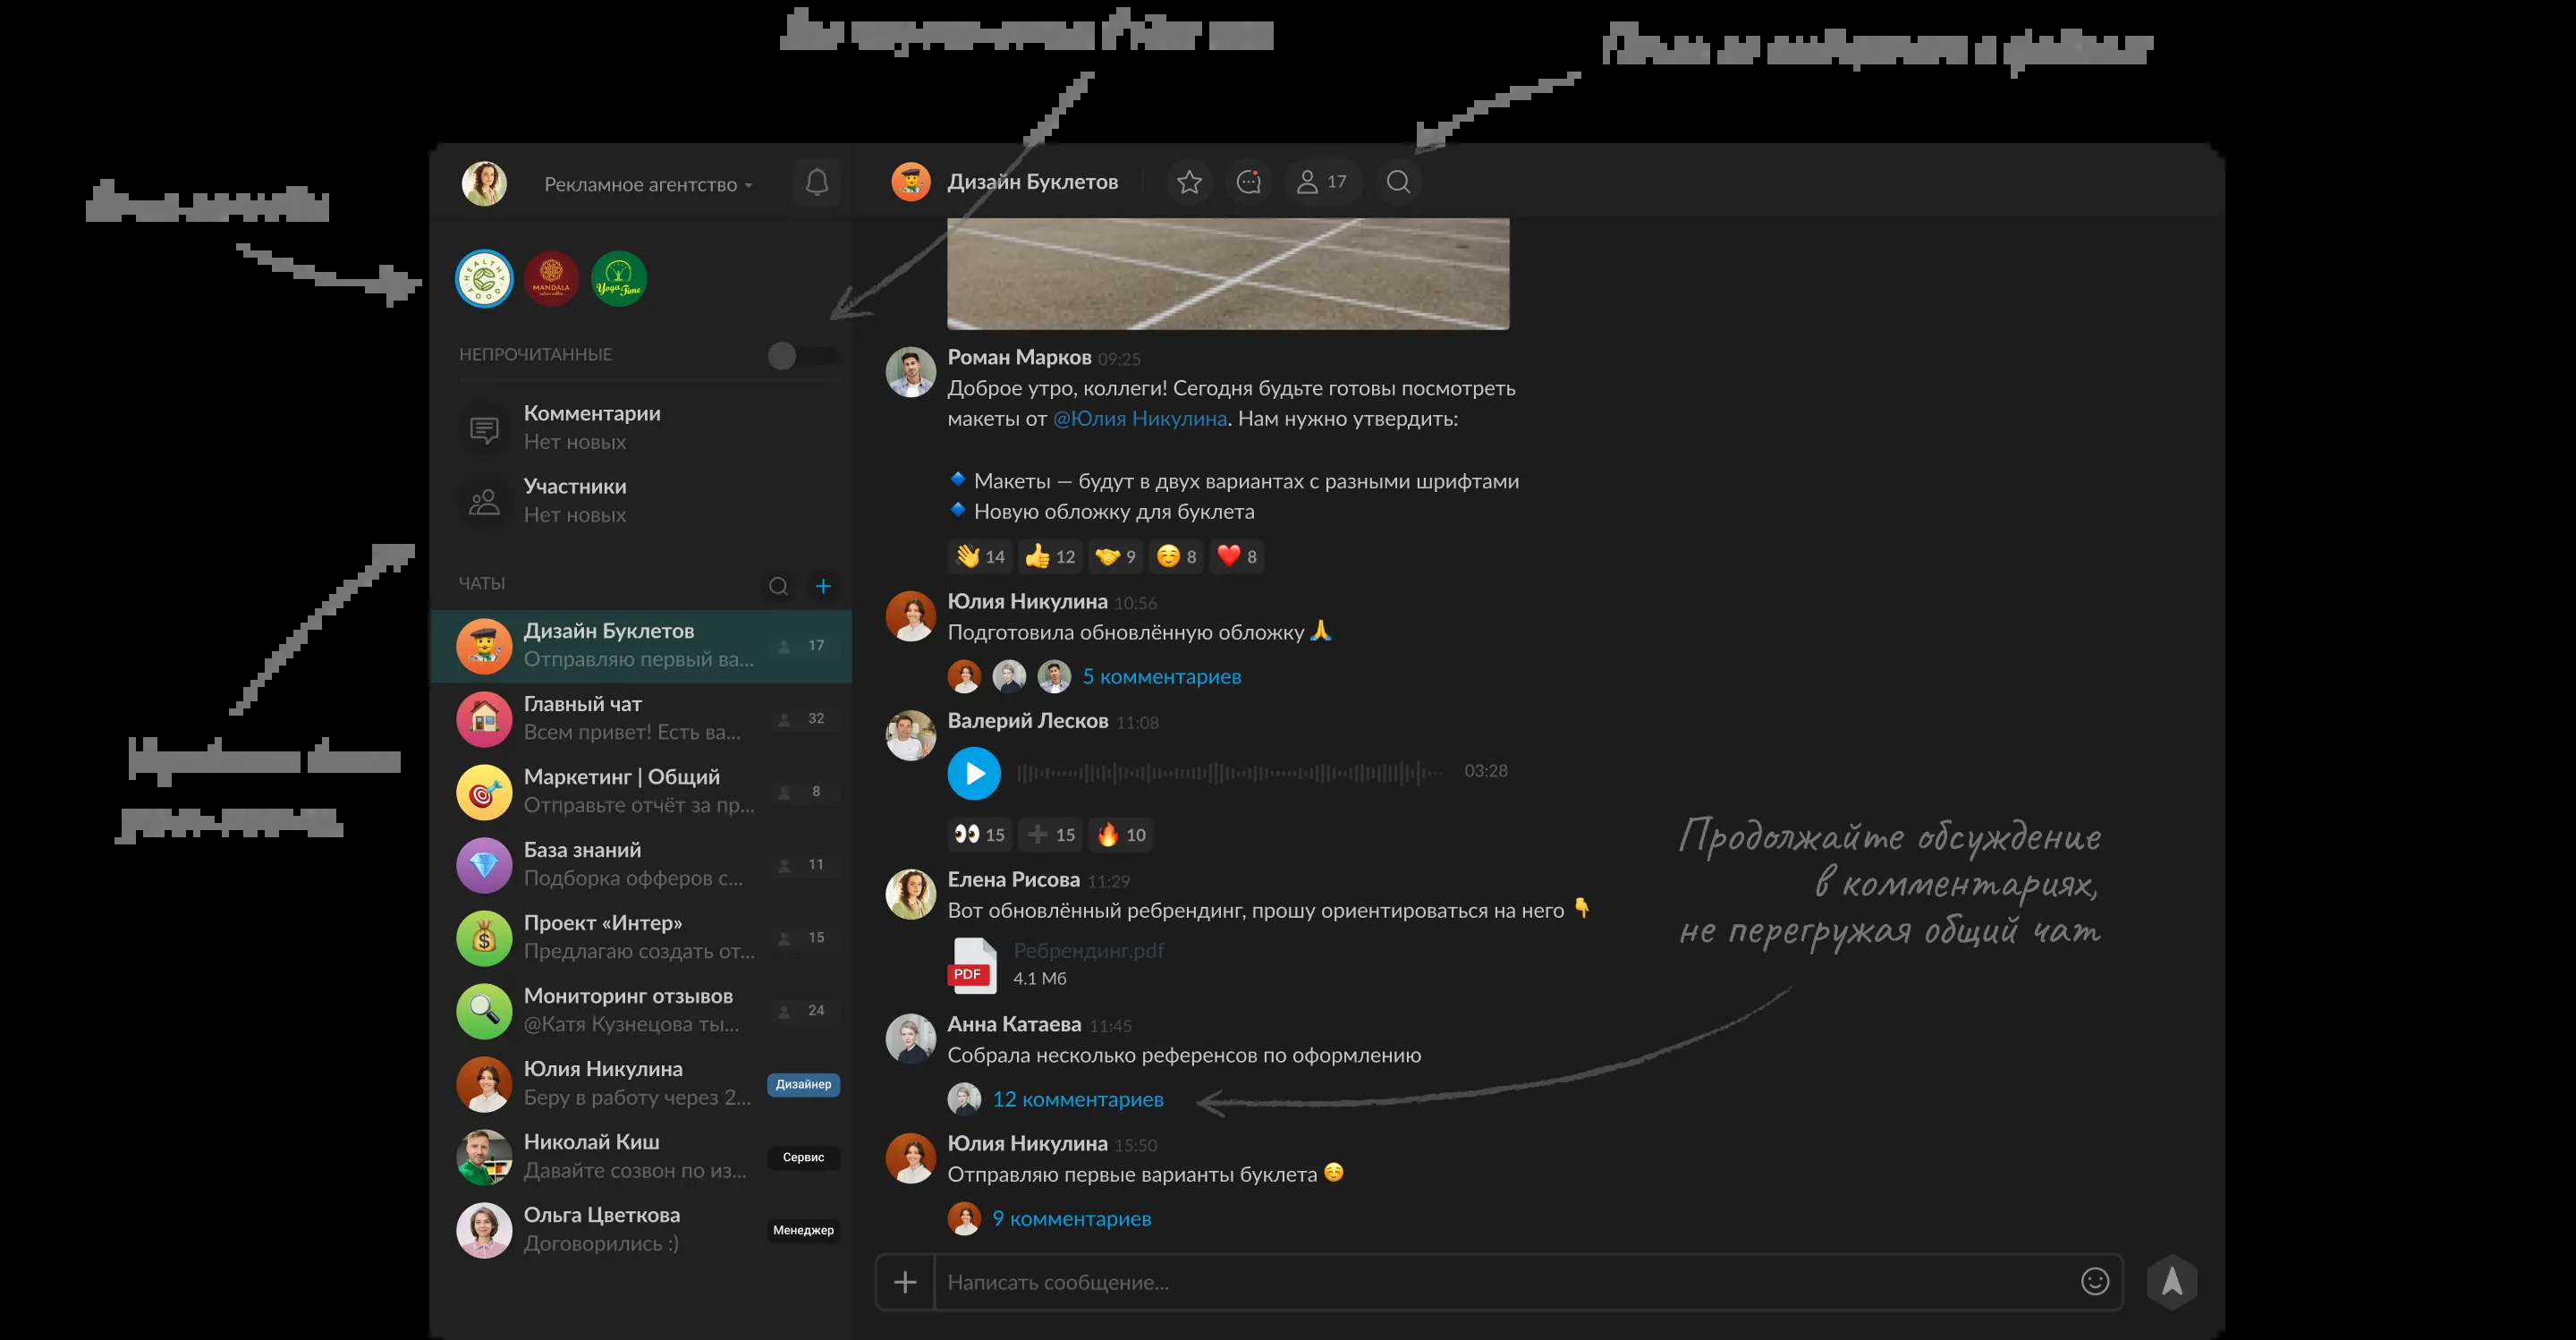 Рекламное агентство
HEALTHY FOOD
MANDALA
Yoga Time
НЕПРОЧИТАННЫЕ
Комментарии
Нет новых
Участники
Нет новых
ЧАТЫ
Дизайн Буклетов 17
Отправляю первый ва...
Главный чат 32
Всем привет! Есть ва...
Маркетинг | Общий 8
Отправьте отчёт за пр...
База знаний 11
Подборка офферов с...
Проект «Интер» 15
Предлагаю создать от...
Мониторинг отзывов 24
@Катя Кузнецова ты...
Юлия Никулина Дизайнер
Беру в работу через 2...
Николай Киш Сервис
Давайте созвон по из...
Ольга Цветкова Менеджер
Договорились :)
Дизайн Буклетов 17
Роман Марков 09:25
Доброе утро, коллеги! Сегодня будьте готовы посмотреть
макеты от @Юлия Никулина. Нам нужно утвердить:
🔹 Макеты — будут в двух вариантах с разными шрифтами
🔹 Новую обложку для буклета
👋 14 👍 12 🤝 9 ☺️ 8 ❤️ 8
Юлия Никулина 10:56
Подготовила обновлённую обложку 🙏
5 комментариев
Валерий Лесков 11:08
03:28
👀 15 ➕ 15 🔥 10
Елена Рисова 11:29
Вот обновлённый ребрендинг, прошу ориентироваться на него 👇
PDF Ребрендинг.pdf
4.1 Мб
Анна Катаева 11:45
Собрала несколько референсов по оформлению
12 комментариев
Юлия Никулина 15:50
Отправляю первые варианты буклета ☺️
9 комментариев
Написать сообщение...
Продолжайте обсуждение
в комментариях,
не перегружая общий чат